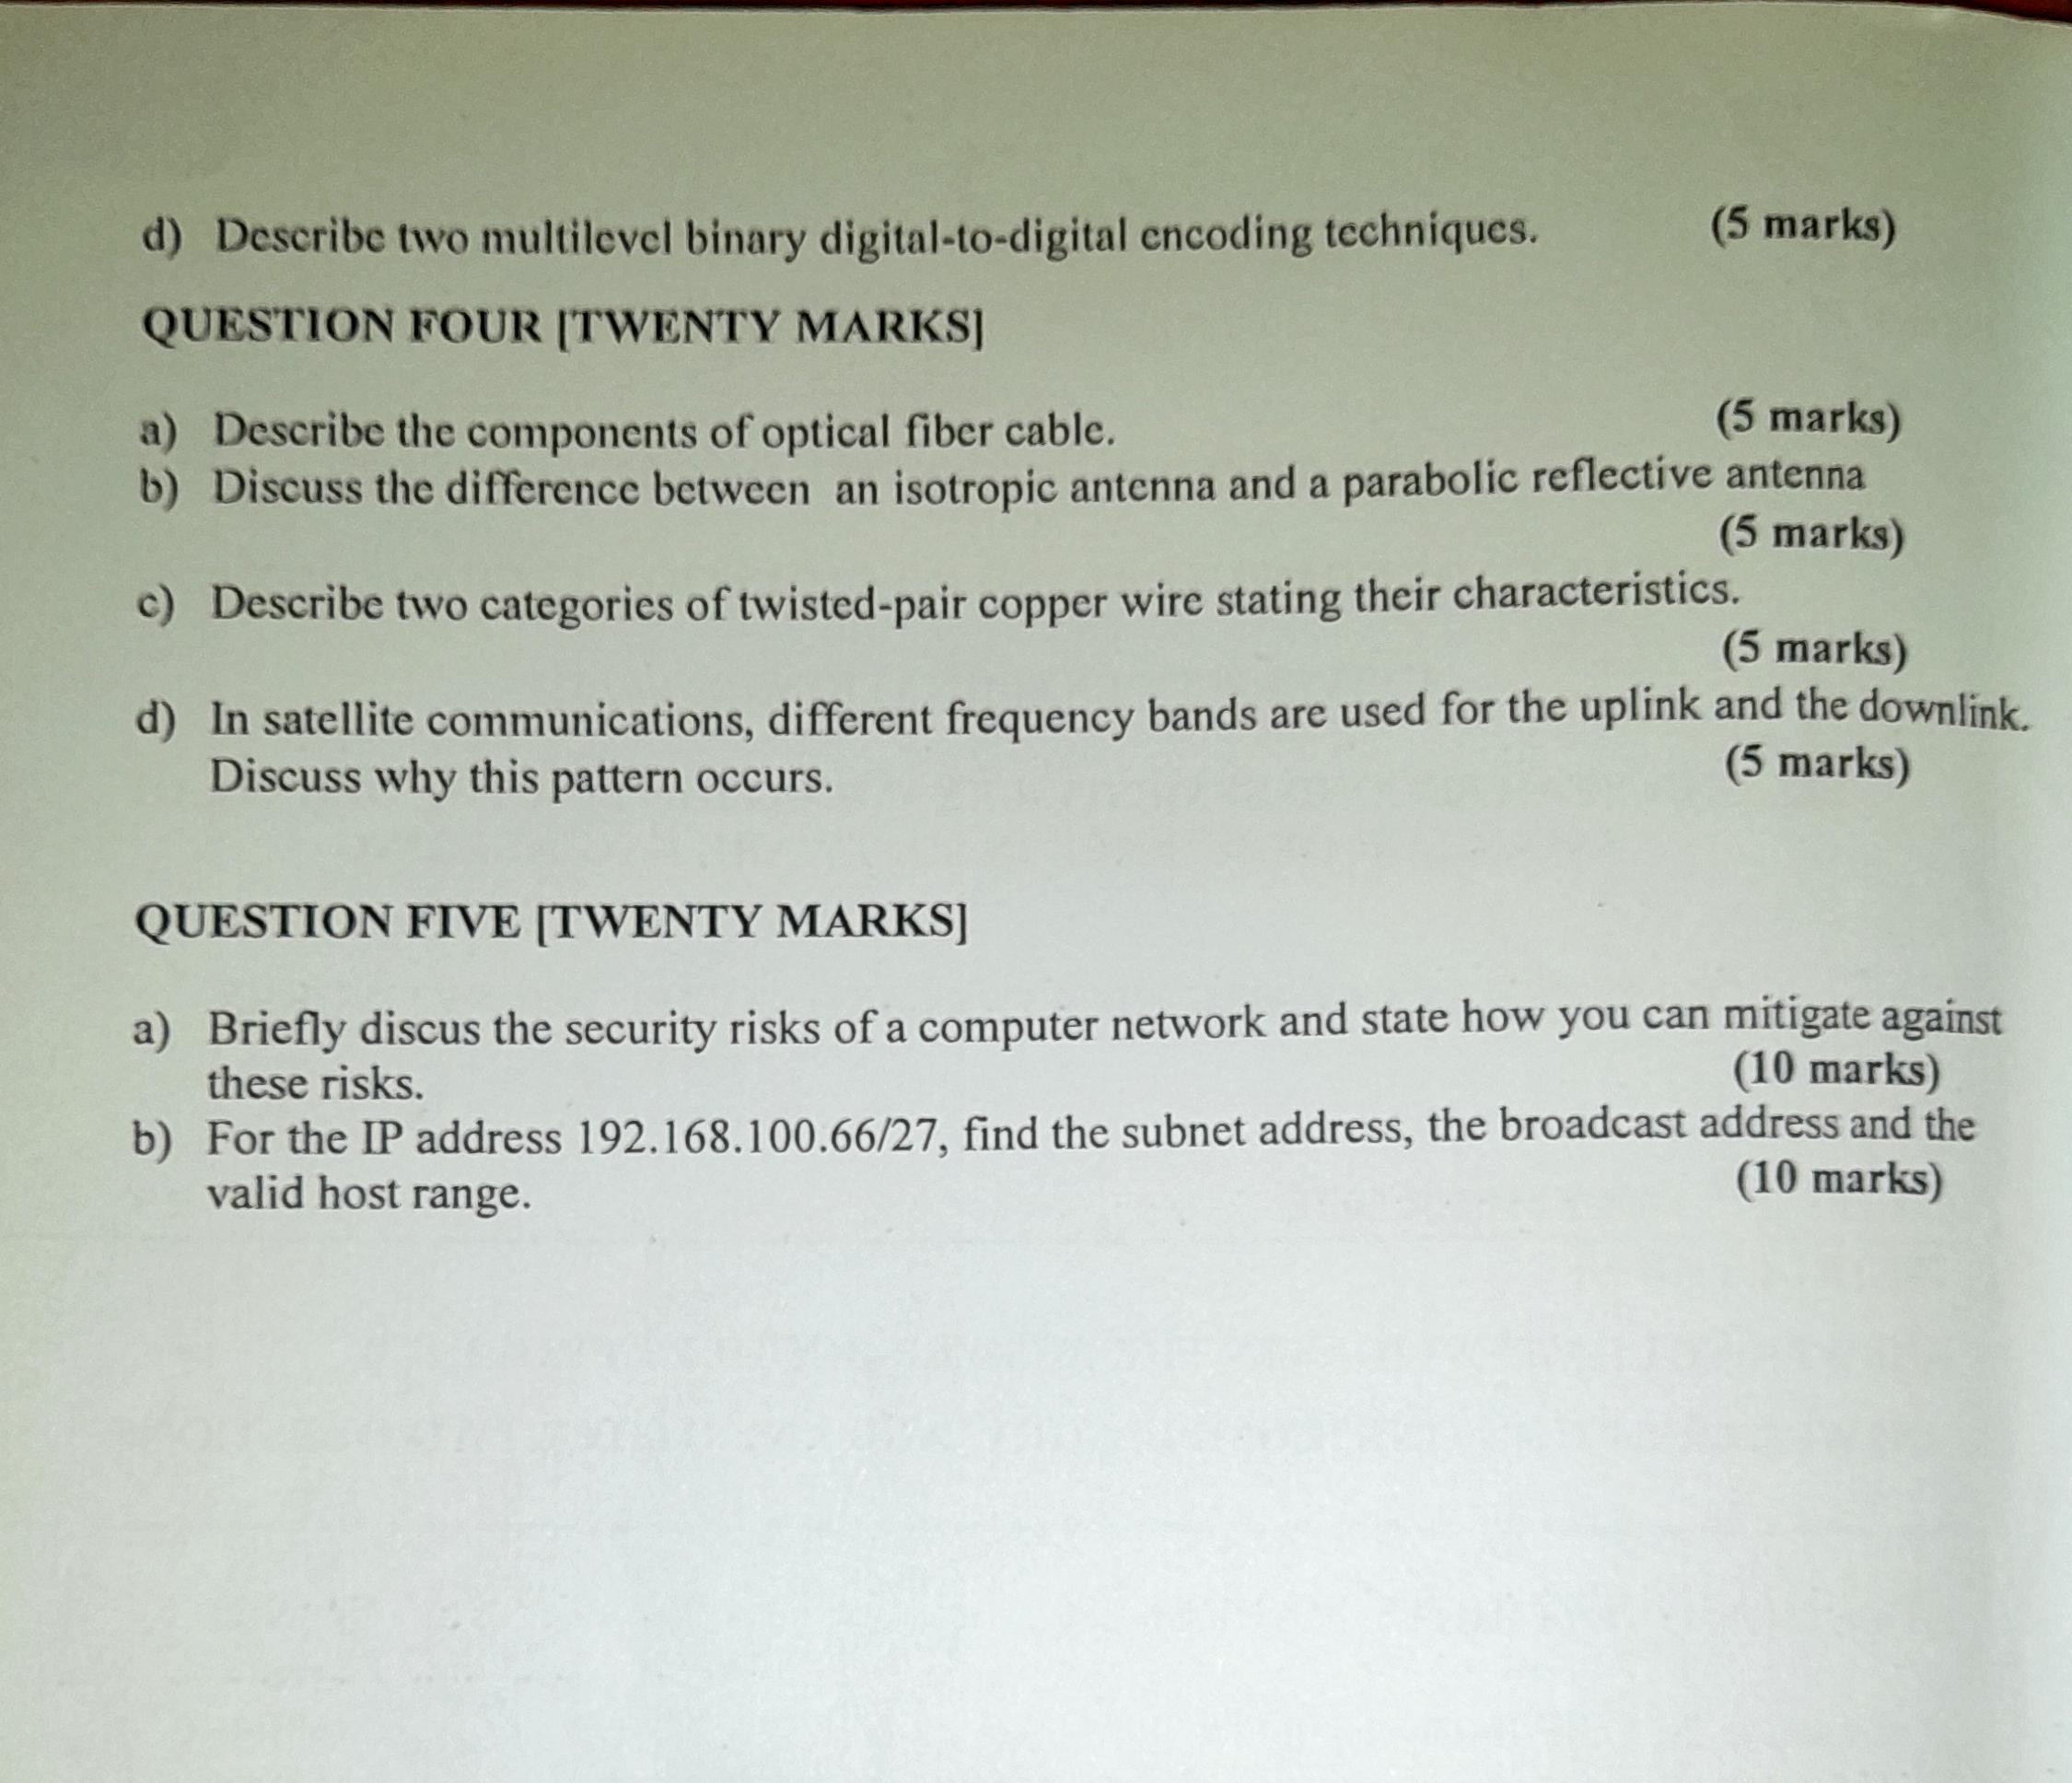 d) Describe two multilevel binary digital-to-digital encoding techniques. (5 marks)
QUESTION FOUR [TWENTY MARKS]
a) Describe the components of optical fiber cable. (5 marks)
b) Discuss the difference between an isotropic antenna and a parabolic reflective antenna
(5 marks)
c) Describe two categories of twisted-pair copper wire stating their characteristics.
(5 marks)
d) In satellite communications, different frequency bands are used for the uplink and the downlink.
Discuss why this pattern occurs. (5 marks)
QUESTION FIVE [TWENTY MARKS]
a) Briefly discus the security risks of a computer network and state how you can mitigate against
these risks. (10 marks)
b) For the IP address 192.168.100.66/27, find the subnet address, the broadcast address and the
valid host range. (10 marks)